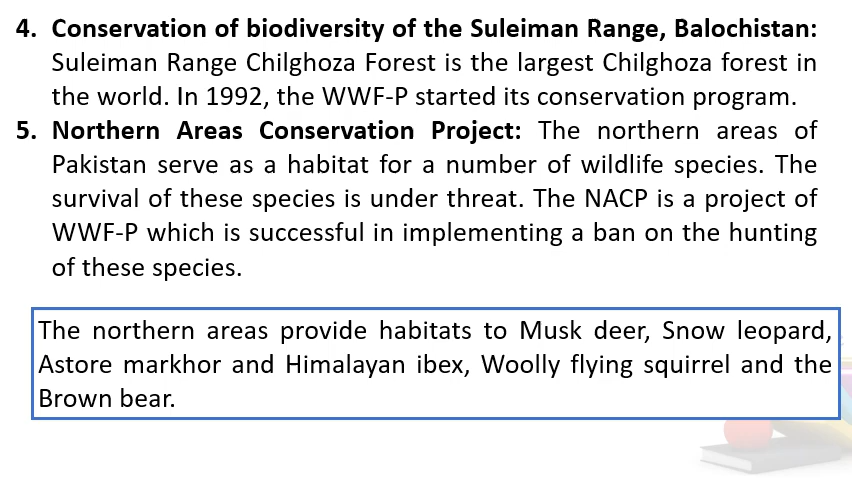 4. Conservation of biodiversity of the Suleiman Range, Balochistan:
Suleiman Range Chilghoza Forest is the largest Chilghoza forest in
the world. In 1992, the WWF-P started its conservation program.
5. Northern Areas Conservation Project: The northern areas of
Pakistan serve as a habitat for a number of wildlife species. The
survival of these species is under threat. The NACP is a project of
WWF-P which is successful in implementing a ban on the hunting
of these species.
The northern areas provide habitats to Musk deer, Snow leopard,
Astore markhor and Himalayan ibex, Woolly flying squirrel and the
Brown bear.